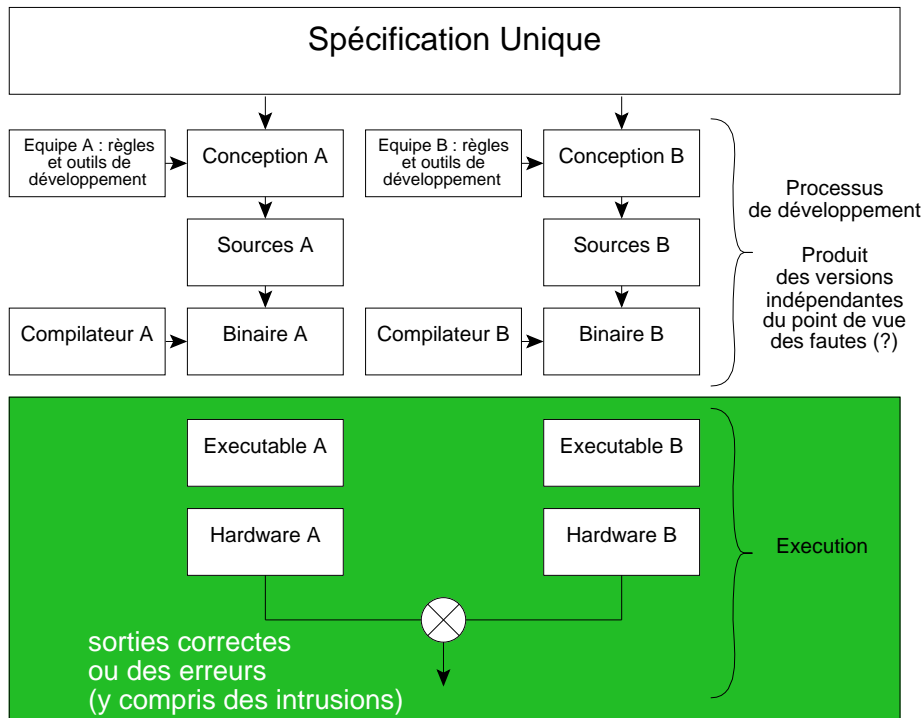 Spécification Unique
Equipe A : règles
et outils de
développement
Conception A
Equipe B : règles
et outils de
développement
Conception B
Sources A
Sources B
Compilateur A
Binaire A
Compilateur B
Binaire B
Processus
de développement
Produit
des versions
indépendantes
du point de vue
des fautes (?)
Executable A
Executable B
Hardware A
Hardware B
Execution
sorties correctes
ou des erreurs
(y compris des intrusions)